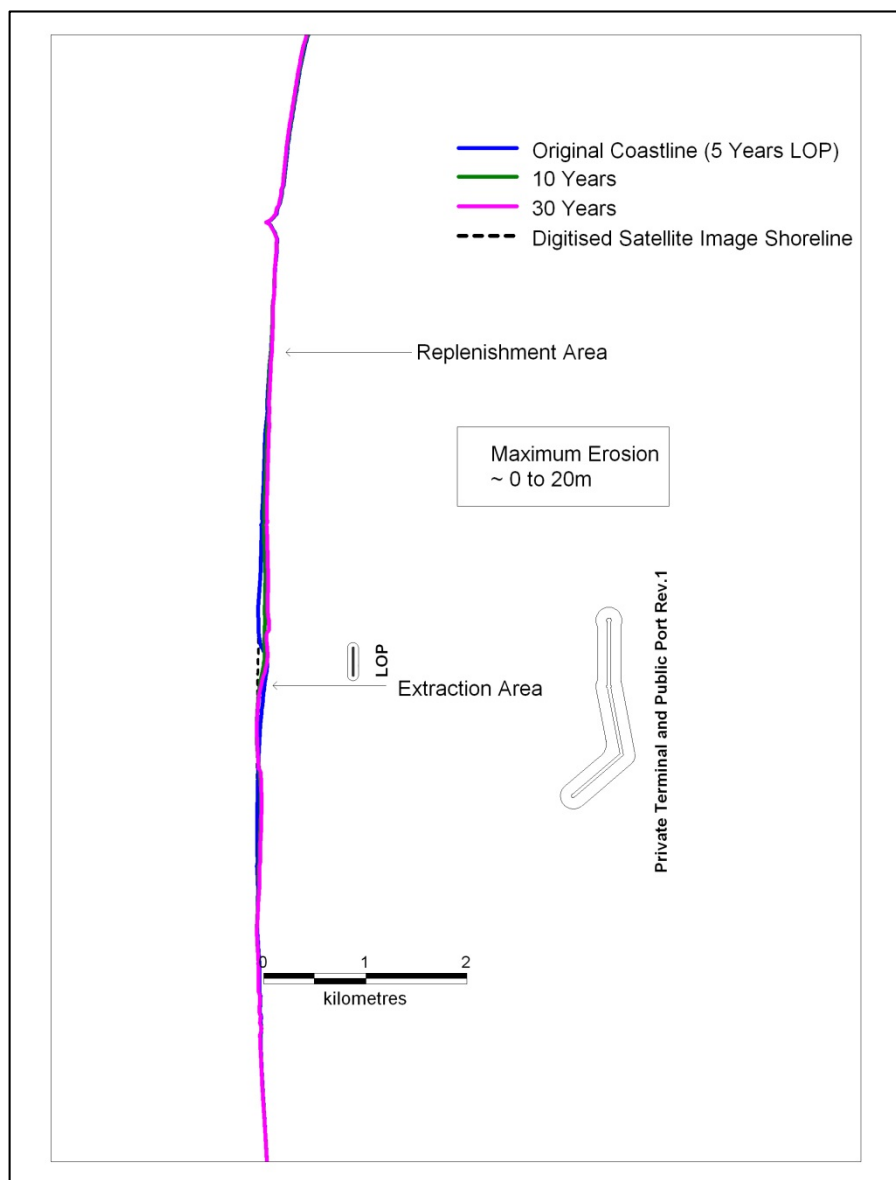 Original Coastline (5 Years LOP)
10 Years
30 Years
Digitised Satellite Image Shoreline
Replenishment Area
Maximum Erosion
~ 0 to 20m
Private Terminal and Public Port Rev.1
LOP
Extraction Area
0 1 2
kilometres